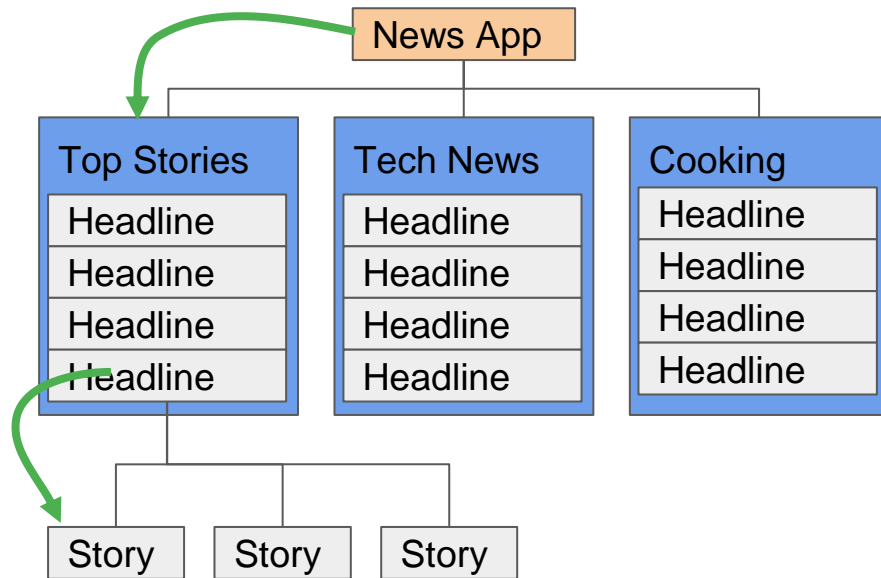 News App
Top Stories
Headline
Headline
Headline
Headline
Tech News
Headline
Headline
Headline
Headline
Cooking
Headline
Headline
Headline
Headline
Story
Story
Story